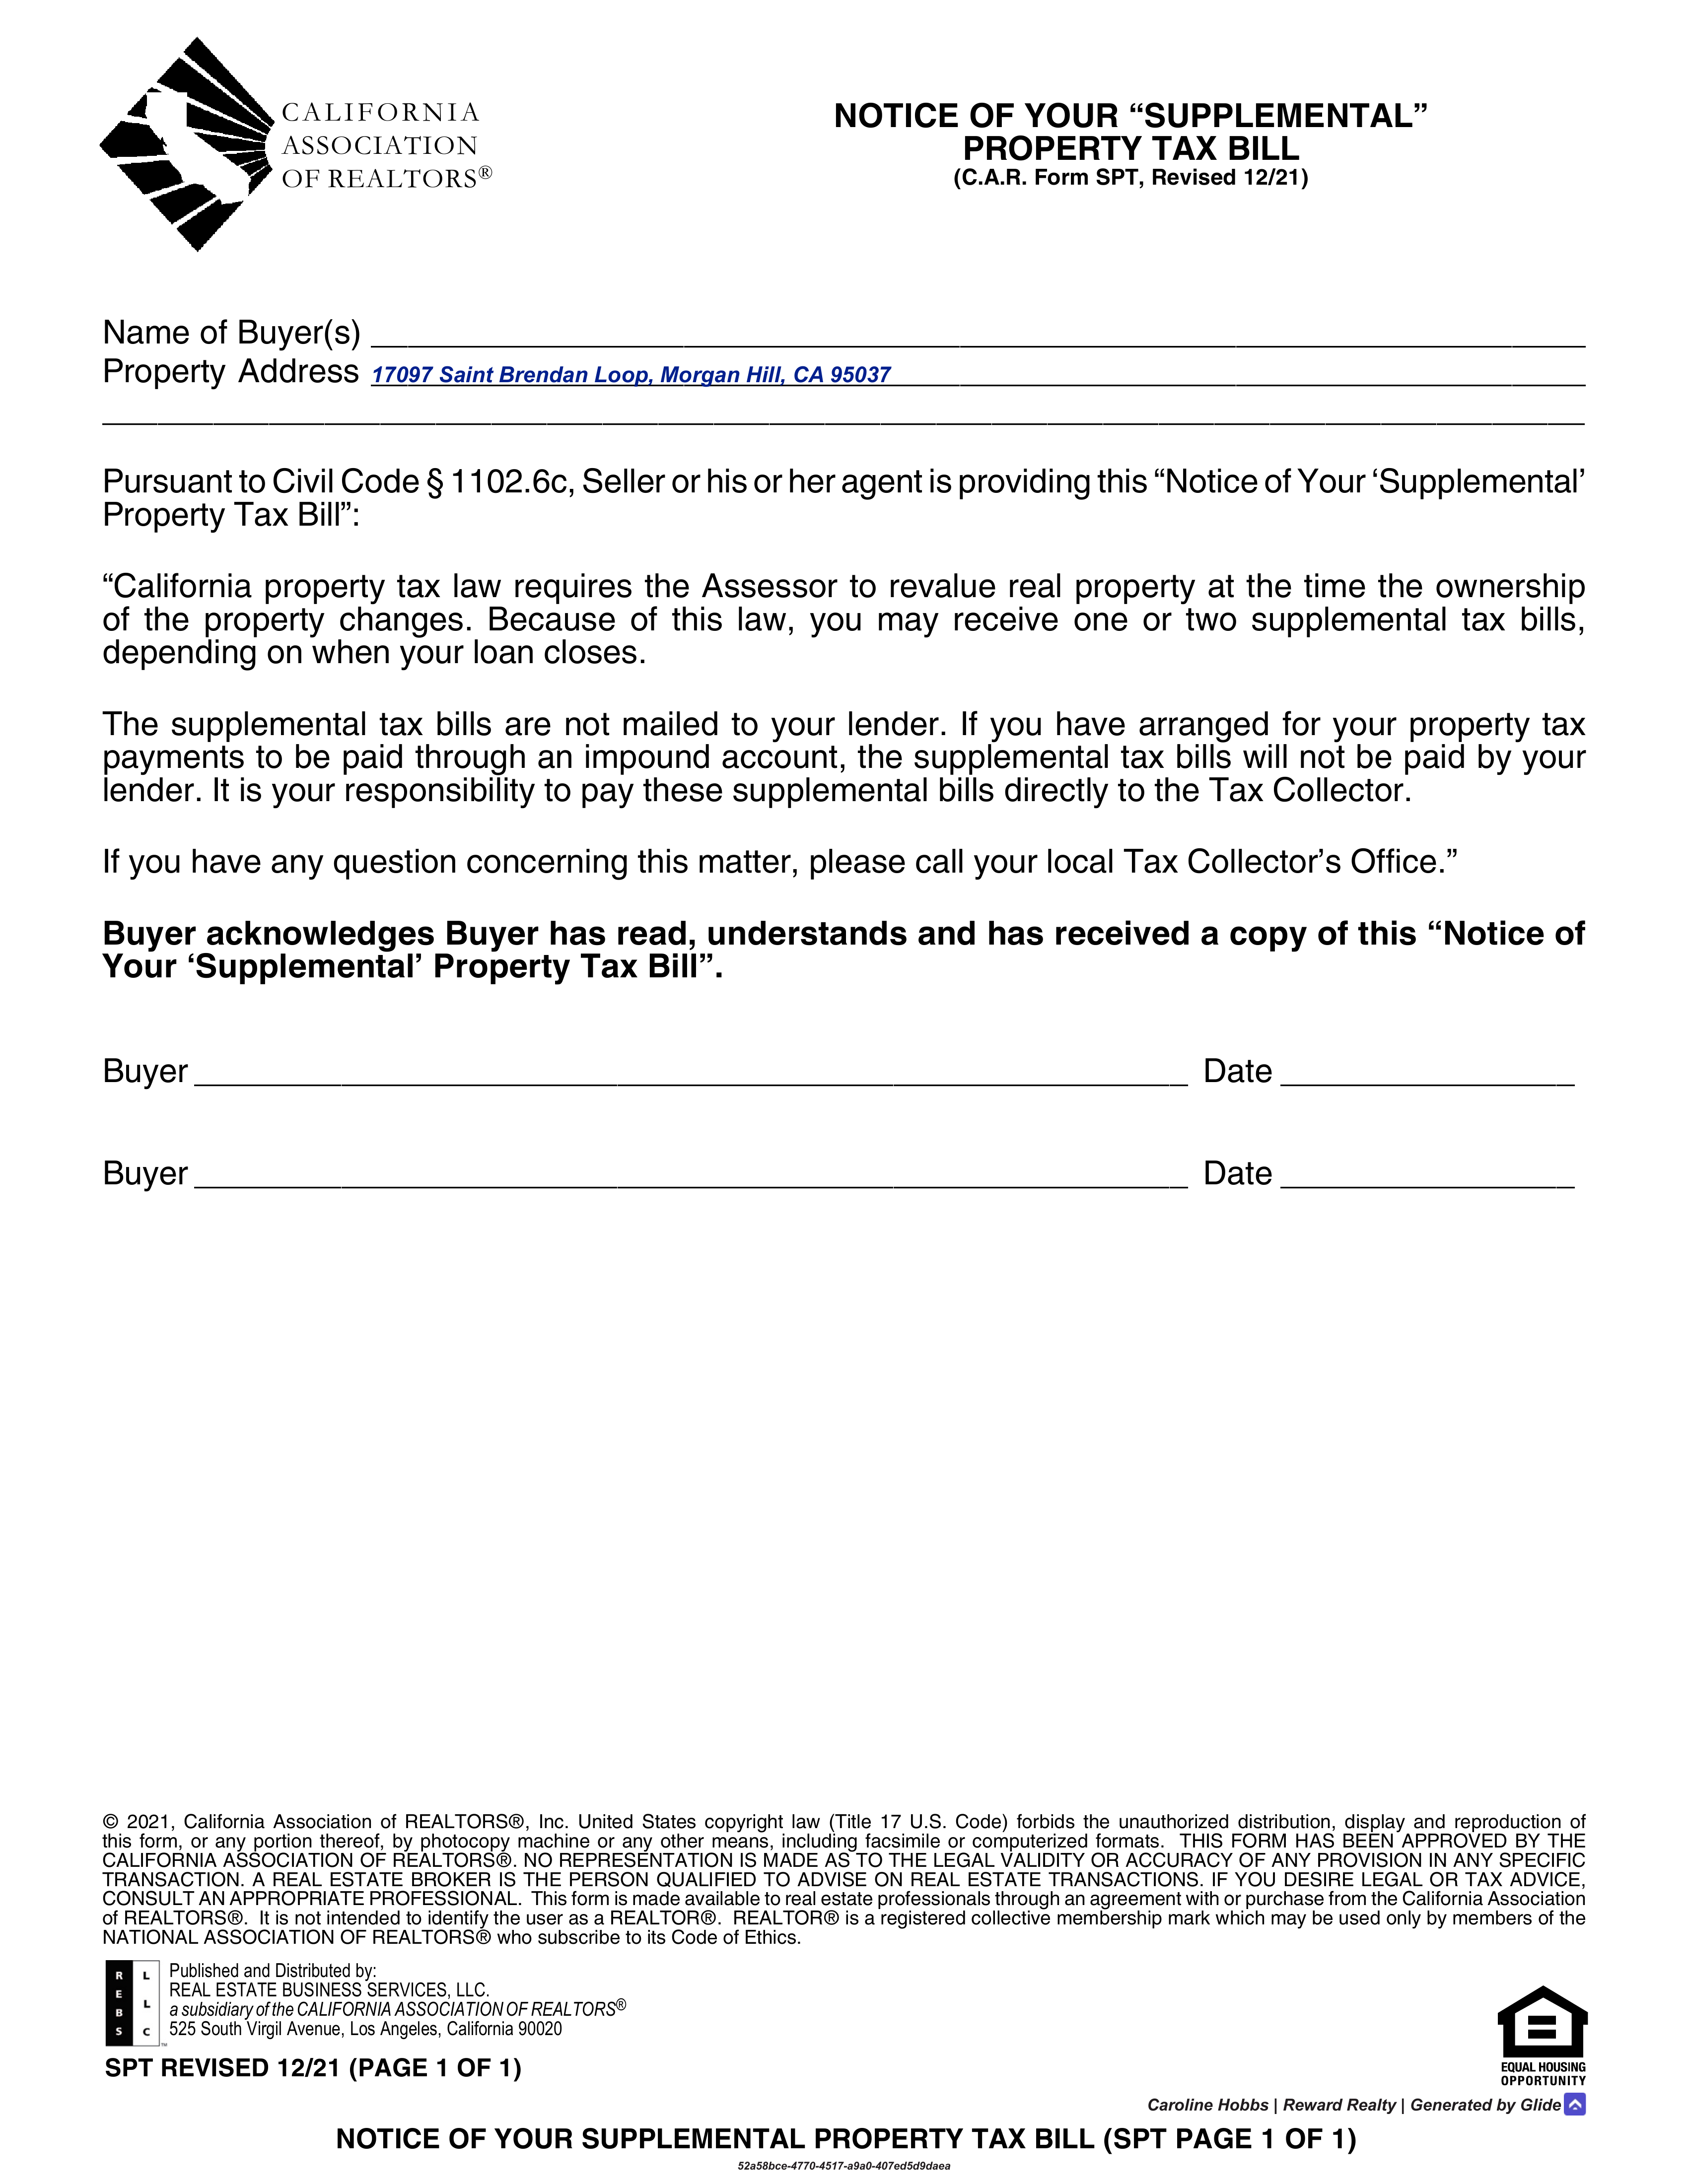 CALIFORNIA
ASSOCIATION
OF REALTORS®
NOTICE OF YOUR “SUPPLEMENTAL”
PROPERTY TAX BILL
(C.A.R. Form SPT, Revised 12/21)
Name of Buyer(s)
Property Address 17097 Saint Brendan Loop, Morgan Hill, CA 95037
Pursuant to Civil Code § 1102.6c, Seller or his or her agent is providing this “Notice of Your ‘Supplemental’
Property Tax Bill”:
“California property tax law requires the Assessor to revalue real property at the time the ownership
of the property changes. Because of this law, you may receive one or two supplemental tax bills,
depending on when your loan closes.
The supplemental tax bills are not mailed to your lender. If you have arranged for your property tax
payments to be paid through an impound account, the supplemental tax bills will not be paid by your
lender. It is your responsibility to pay these supplemental bills directly to the Tax Collector.
If you have any question concerning this matter, please call your local Tax Collector’s Office.”
Buyer acknowledges Buyer has read, understands and has received a copy of this “Notice of
Your ‘Supplemental’ Property Tax Bill”.
Buyer Date
Buyer Date
© 2021, California Association of REALTORS®, Inc. United States copyright law (Title 17 U.S. Code) forbids the unauthorized distribution, display and reproduction of
this form, or any portion thereof, by photocopy machine or any other means, including facsimile or computerized formats. THIS FORM HAS BEEN APPROVED BY THE
CALIFORNIA ASSOCIATION OF REALTORS®. NO REPRESENTATION IS MADE AS TO THE LEGAL VALIDITY OR ACCURACY OF ANY PROVISION IN ANY SPECIFIC
TRANSACTION. A REAL ESTATE BROKER IS THE PERSON QUALIFIED TO ADVISE ON REAL ESTATE TRANSACTIONS. IF YOU DESIRE LEGAL OR TAX ADVICE,
CONSULT AN APPROPRIATE PROFESSIONAL. This form is made available to real estate professionals through an agreement with or purchase from the California Association
of REALTORS®. It is not intended to identify the user as a REALTOR®. REALTOR® is a registered collective membership mark which may be used only by members of the
NATIONAL ASSOCIATION OF REALTORS® who subscribe to its Code of Ethics.
REBS LLC™
Published and Distributed by:
REAL ESTATE BUSINESS SERVICES, LLC.
a subsidiary of the CALIFORNIA ASSOCIATION OF REALTORS®
525 South Virgil Avenue, Los Angeles, California 90020
SPT REVISED 12/21 (PAGE 1 OF 1)
EQUAL HOUSING
OPPORTUNITY
Caroline Hobbs | Reward Realty | Generated by Glide
NOTICE OF YOUR SUPPLEMENTAL PROPERTY TAX BILL (SPT PAGE 1 OF 1)
52a58bce-4770-4517-a9a0-407ed5d9daea